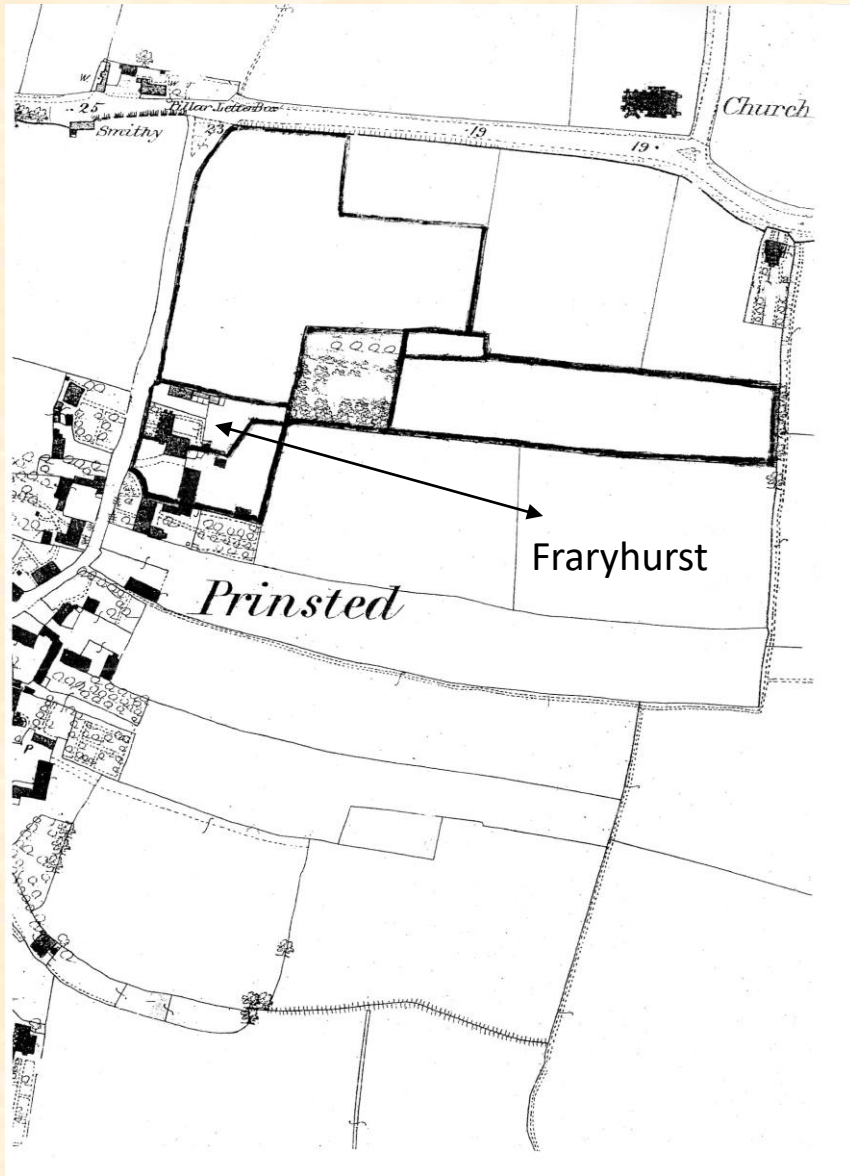 W
W
25
Pillar Letter Box
Church
Smithy
23
19
19
Fraryhurst
Prinsted
P